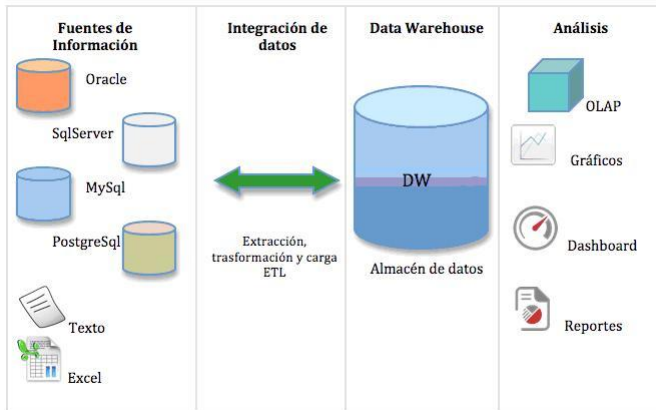 Fuentes de
Información
Oracle
SqlServer
MySql
PostgreSql
Texto
Excel
Integración de
datos
Extracción,
trasformación y carga
ETL
Data Warehouse
DW
Almacén de datos
Análisis
OLAP
Gráficos
Dashboard
Reportes